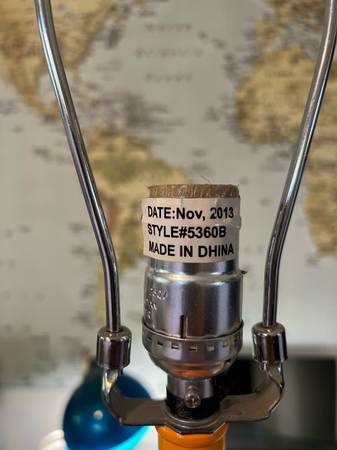 DATE:Nov, 2013
STYLE#5360B
MADE IN DHINA